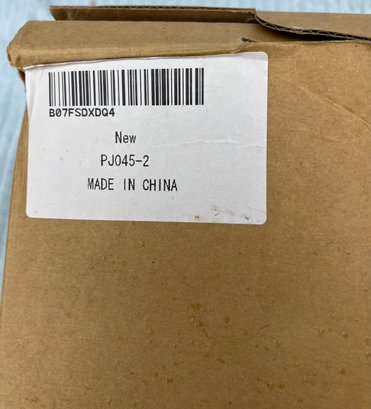 B07FSDXDQ4
New
PJ045-2
MADE IN CHINA